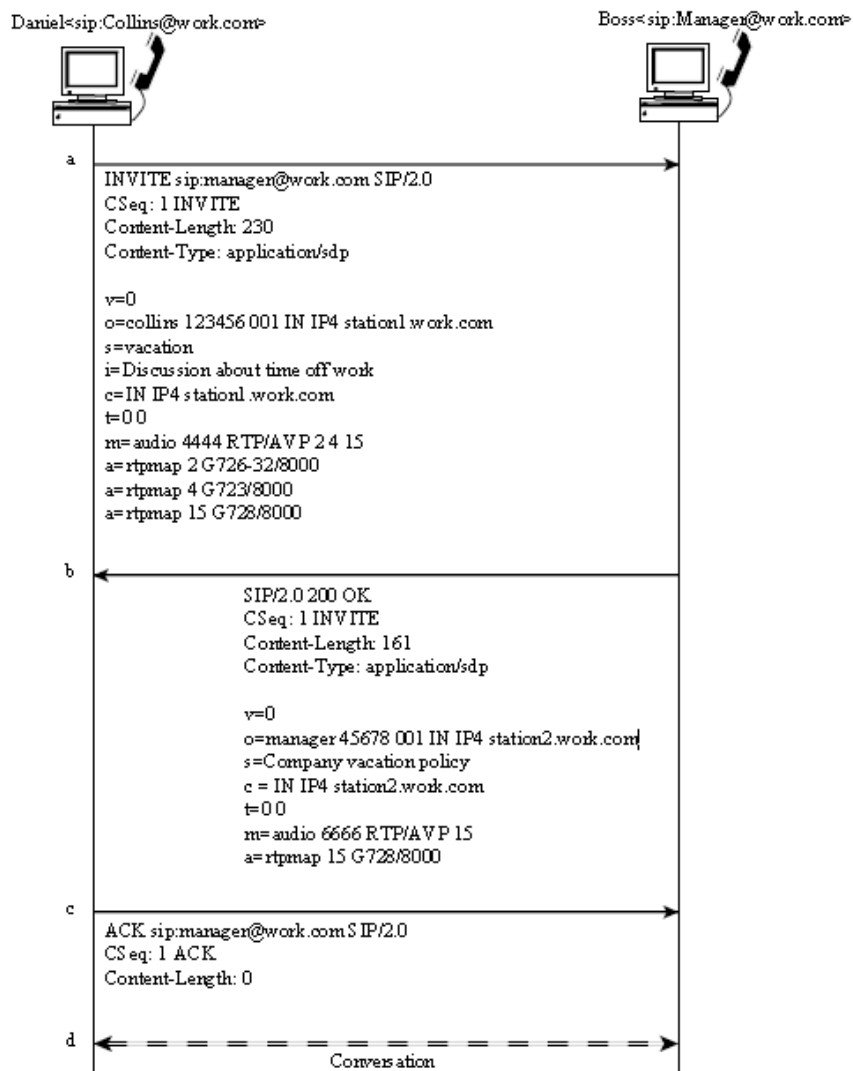 Daniel<sip:Collins@work.com>
Boss<sip:Manager@work.com>
a
INVITE sip:manager@work.com SIP/2.0
CSeq: 1 INVITE
Content-Length: 230
Content-Type: application/sdp
v=0
o=collins 123456 001 IN IP4 station1.work.com
s=vacation
i=Discussion about time off work
c=IN IP4 station1.work.com
t=0 0
m=audio 4444 RTP/AVP 2 4 15
a=rtpmap 2 G726-32/8000
a=rtpmap 4 G723/8000
a=rtpmap 15 G728/8000
b
SIP/2.0 200 OK
CSeq: 1 INVITE
Content-Length: 161
Content-Type: application/sdp
v=0
o=manager 45678 001 IN IP4 station2.work.com
s=Company vacation policy
c = IN IP4 station2.work.com
t=0 0
m=audio 6666 RTP/AVP 15
a=rtpmap 15 G728/8000
c
ACK sip:manager@work.com SIP/2.0
CSeq: 1 ACK
Content-Length: 0
d
Conversation